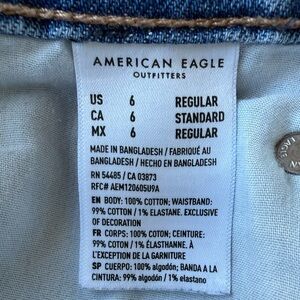 AMERICAN EAGLE
OUTFITTERS
US 6 REGULAR
CA 6 STANDARD
MX 6 REGULAR
MADE IN BANGLADESH / FABRIQUÉ AU
BANGLADESH / HECHO EN BANGLADESH
RN 54485 / CA 03873
RFC# AEM120605U9A
EN BODY: 100% COTTON; WAISTBAND:
99% COTTON / 1% ELASTANE. EXCLUSIVE
OF DECORATION
FR CORPS: 100% COTON; CEINTURE:
99% COTON / 1% ÉLASTHANNE. À
L'EXCEPTION DE LA GARNITURE
SP CUERPO: 100% algodón; BANDA A LA
CINTURA: 99% algodón / 1% elastano.